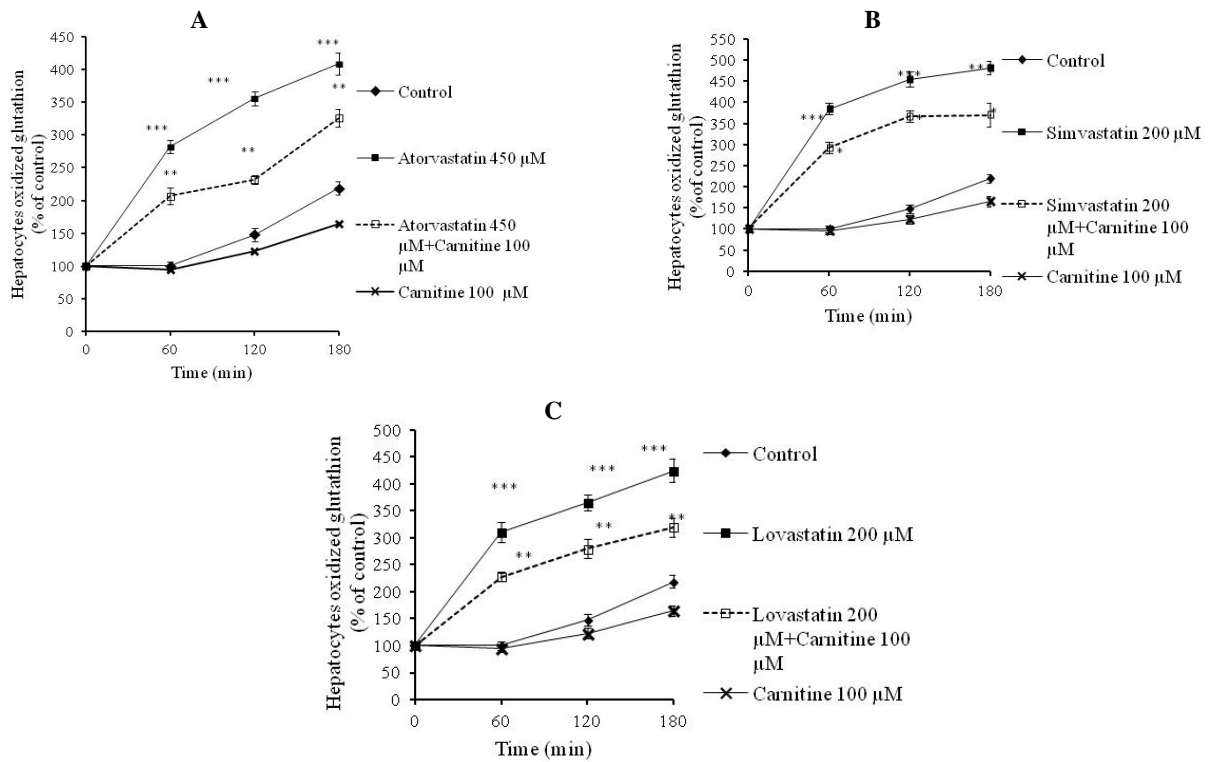 A
Hepatocytes oxidized glutathion
(% of control)
450
400
350
300
250
200
150
100
50
0
0 60 120 180
Time (min)
***
***
***
**
**
**
Control
Atorvastatin 450 µM
Atorvastatin 450
µM+Carnitine 100
µM
Carnitine 100 µM
B
Hepatocytes oxidized glutathion
(% of control)
550
500
450
400
350
300
250
200
150
100
50
0
0 60 120 180
Time (min)
***
***
***
*
*
*
Control
Simvastatin 200 µM
Simvastatin 200
µM+Carnitine 100
µM
Carnitine 100 µM
C
Hepatocytes oxidized glutathion
(% of control)
500
450
400
350
300
250
200
150
100
50
0
0 60 120 180
Time (min)
***
***
***
**
**
**
Control
Lovastatin 200 µM
Lovastatin 200
µM+Carnitine 100
µM
Carnitine 100 µM